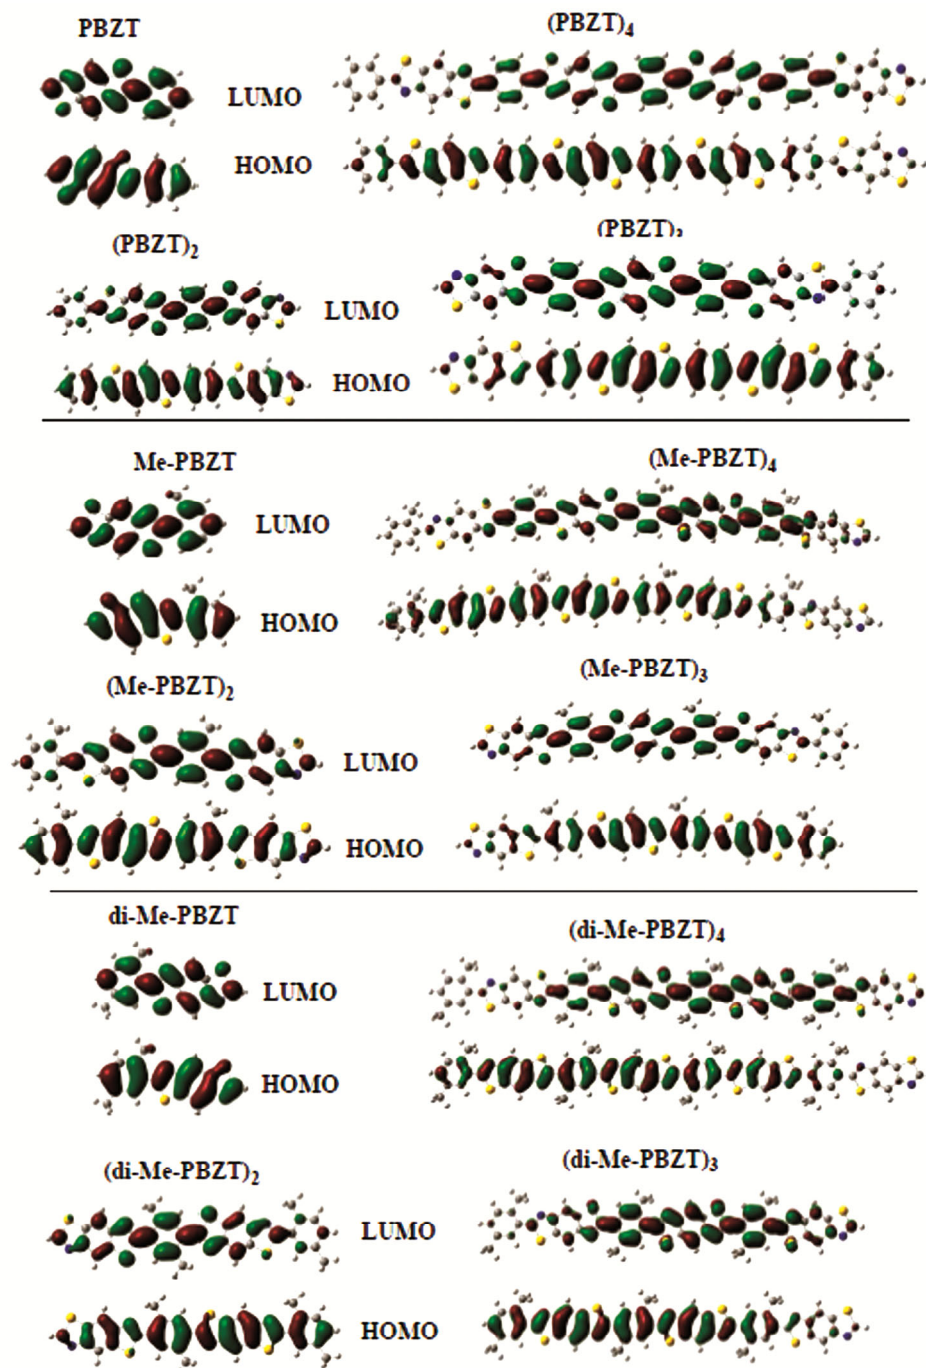 PBZT
(PBZT)₄
LUMO
HOMO
(PBZT)₂
(PBZT)
LUMO
HOMO
Me-PBZT
(Me-PBZT)₄
LUMO
HOMO
(Me-PBZT)₂
(Me-PBZT)₃
LUMO
HOMO
di-Me-PBZT
(di-Me-PBZT)₄
LUMO
HOMO
(di-Me-PBZT)₂
(di-Me-PBZT)₃
LUMO
HOMO